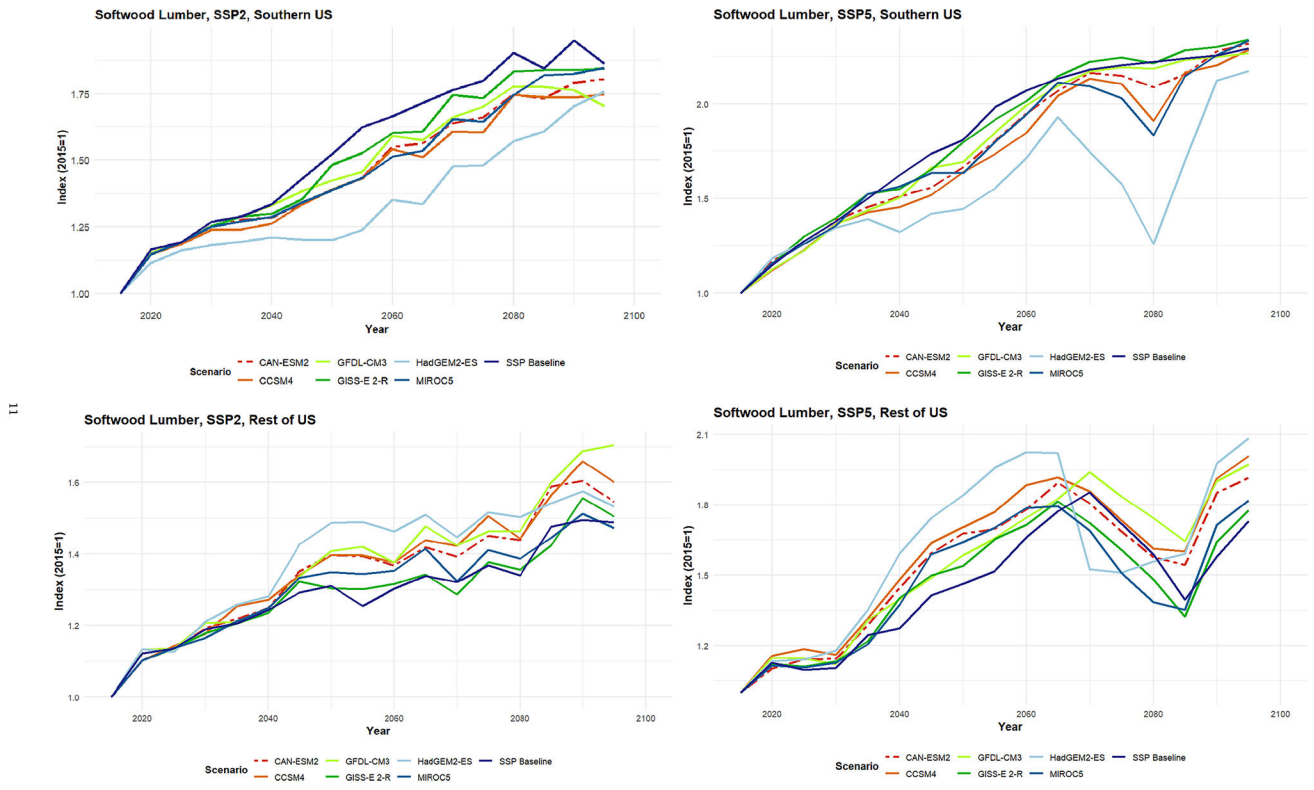 Softwood Lumber, SSP2, Southern US
1.75
1.50
1.25
1.00
Index (2015=1)
2020 2040 2060 2080 2100
Year
Scenario
CAN-ESM2 GFDL-CM3 HadGEM2-ES SSP Baseline
CCSM4 GISS-E 2-R MIROC5
Softwood Lumber, SSP5, Southern US
2.0
1.5
1.0
Index (2015=1)
2020 2040 2060 2080 2100
Year
Scenario
CAN-ESM2 GFDL-CM3 HadGEM2-ES SSP Baseline
CCSM4 GISS-E 2-R MIROC5
11
Softwood Lumber, SSP2, Rest of US
1.6
1.4
1.2
1.0
Index (2015=1)
2020 2040 2060 2080 2100
Year
Scenario
CAN-ESM2 GFDL-CM3 HadGEM2-ES SSP Baseline
CCSM4 GISS-E 2-R MIROC5
Softwood Lumber, SSP5, Rest of US
2.1
1.8
1.5
1.2
Index (2015=1)
2020 2040 2060 2080 2100
Year
Scenario
CAN-ESM2 GFDL-CM3 HadGEM2-ES SSP Baseline
CCSM4 GISS-E 2-R MIROC5